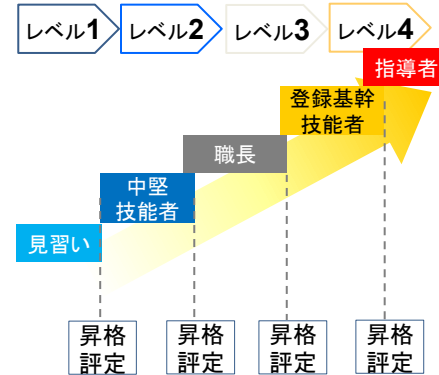 レベル1
レベル2
レベル3
レベル4
指導者
登録基幹
技能者
職長
中堅
技能者
見習い
昇格
評定
昇格
評定
昇格
評定
昇格
評定